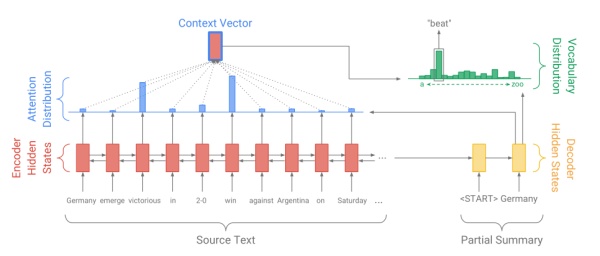 Context Vector
"beat"
Attention
Distribution
a
zoo
Vocabulary
Distribution
Encoder
Hidden
States
...
Decoder
Hidden States
Germany emerge victorious in 2-0 win against Argentina on Saturday ...
<START> Germany
Source Text
Partial Summary